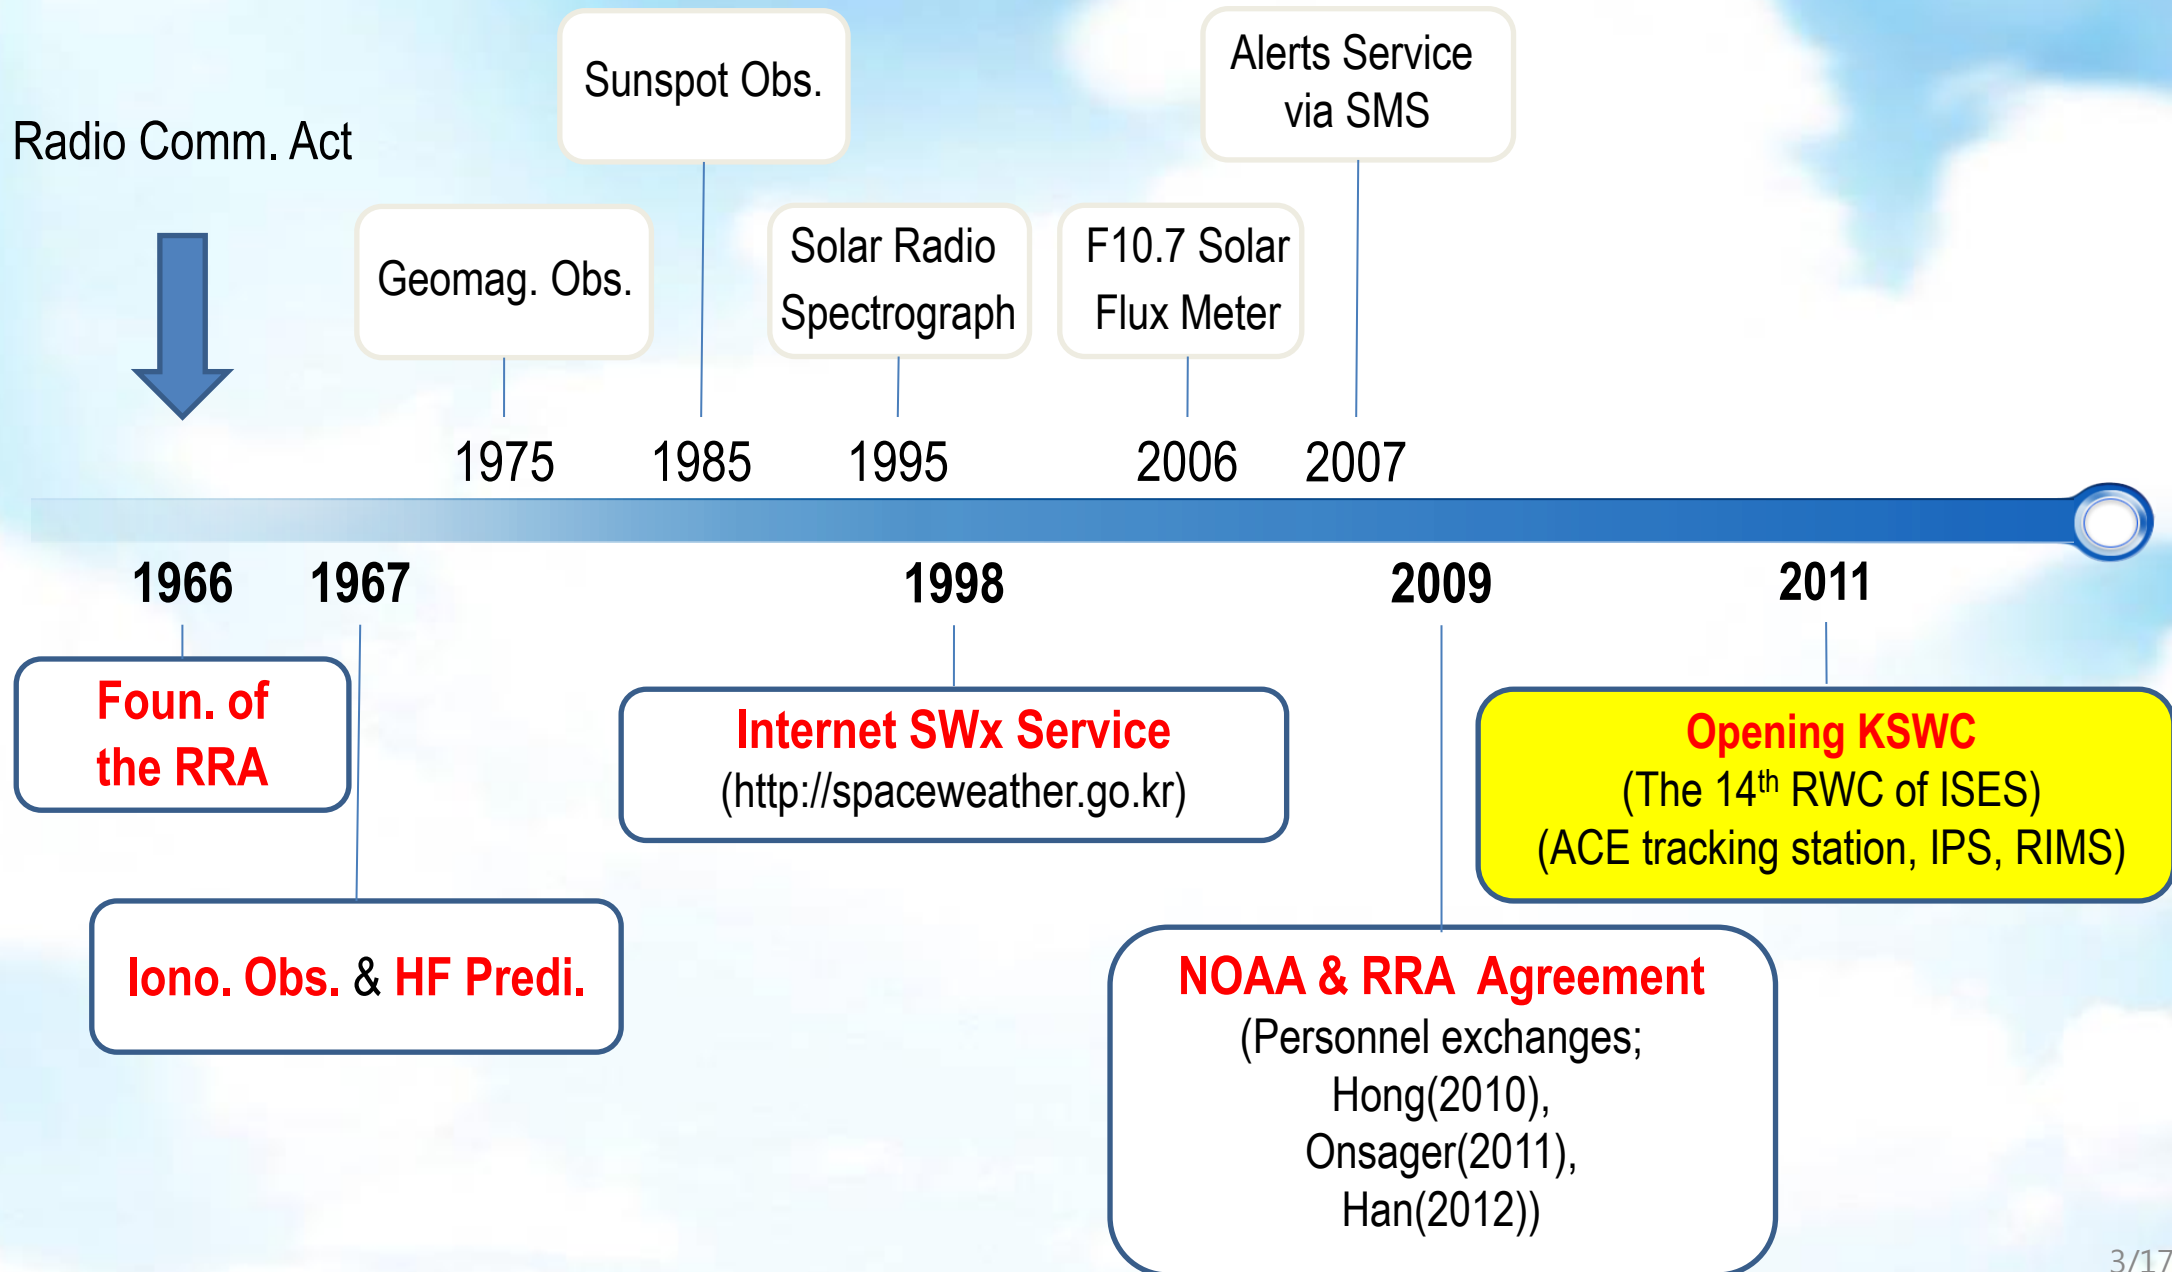 Radio Comm. Act
Sunspot Obs.
Alerts Service
via SMS
Geomag. Obs.
Solar Radio
Spectrograph
F10.7 Solar
Flux Meter
1975 1985 1995 2006 2007
1966 1967 1998 2009 2011
Foun. of
the RRA
Iono. Obs. & HF Predi.
Internet SWx Service
(http://spaceweather.go.kr)
NOAA & RRA  Agreement
(Personnel exchanges;
Hong(2010),
Onsager(2011),
Han(2012))
Opening KSWC
(The 14th RWC of ISES)
(ACE tracking station, IPS, RIMS)
3/17